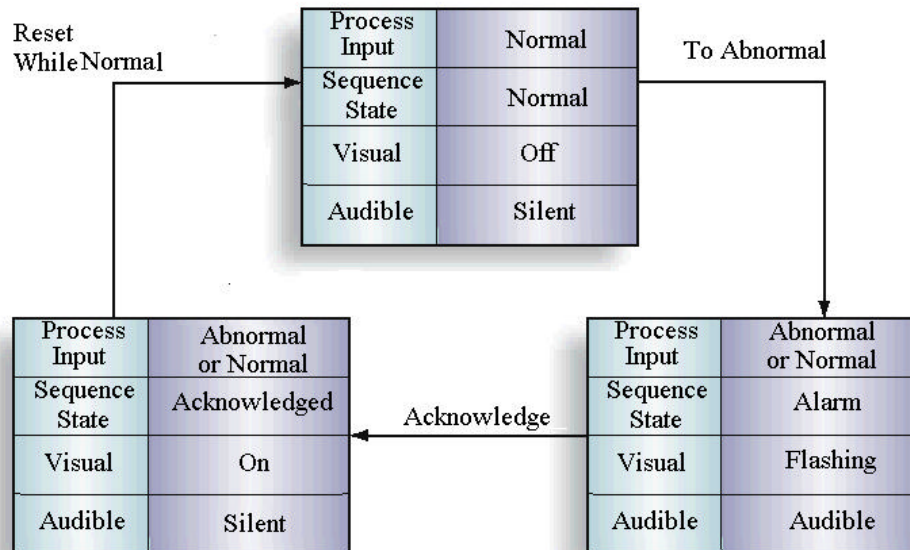 Reset
While Normal
Process
Input
Normal
To Abnormal
Sequence
State
Normal
Visual
Off
Audible
Silent
Process
Input
Abnormal
or Normal
Sequence
State
Acknowledged
Visual
On
Audible
Silent
Acknowledge
Process
Input
Abnormal
or Normal
Sequence
State
Alarm
Visual
Flashing
Audible
Audible